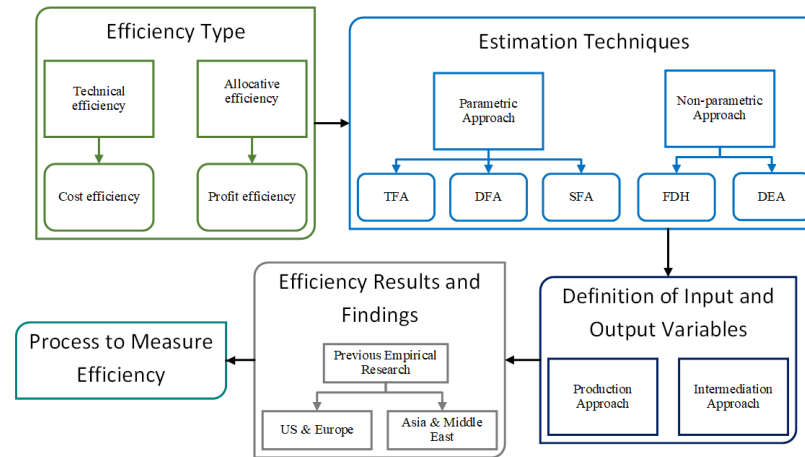 Efficiency Type
Technical
efficiency
Allocative
efficiency
Cost efficiency
Profit efficiency
Estimation Techniques
Parametric
Approach
Non-parametric
Approach
TFA
DFA
SFA
FDH
DEA
Definition of Input and
Output Variables
Production
Approach
Intermediation
Approach
Efficiency Results and
Findings
Previous Empirical
Research
US & Europe
Asia & Middle
East
Process to Measure
Efficiency